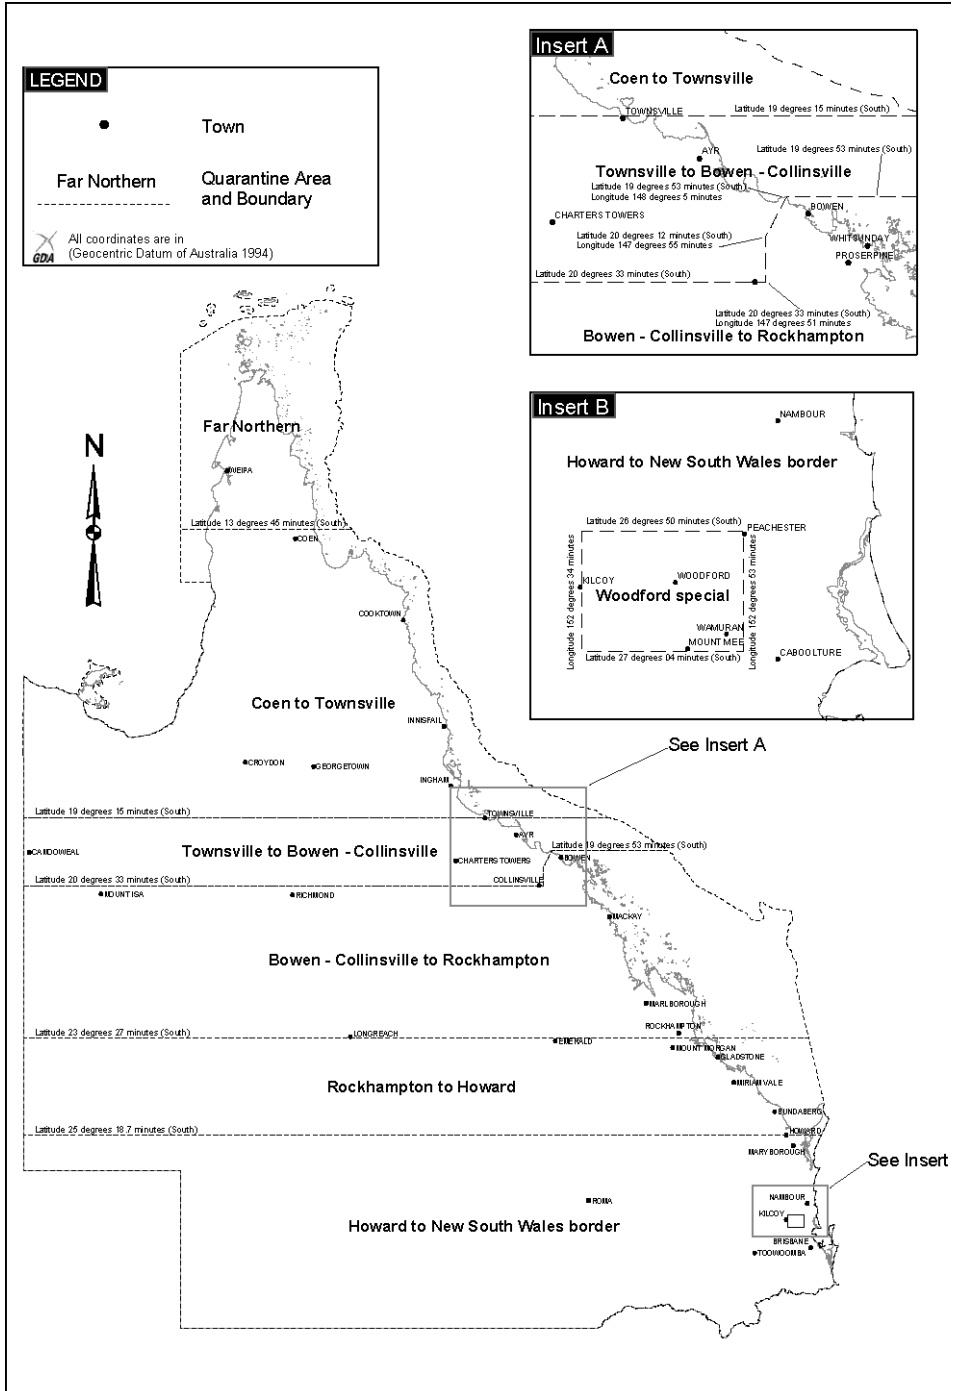 LEGEND
Town
Far Northern
Quarantine Area
and Boundary
GDA
All coordinates are in
(Geocentric Datum of Australia 1994)
Insert A
Coen to Townsville
Latitude 19 degrees 15 minutes (South)
TOWNSVILLE
Latitude 19 degrees 53 minutes (South)
AYR
Townsville to Bowen - Collinsville
Latitude 19 degrees 53 minutes (South)
Longitude 148 degrees 5 minutes
BOWEN
CHARTERS TOWERS
Latitude 20 degrees 12 minutes (South)
Longitude 147 degrees 55 minutes
WHITSUNDAY
PROSERPINE
Latitude 20 degrees 33 minutes (South)
Latitude 20 degrees 33 minutes (South)
Longitude 147 degrees 51 minutes
Bowen - Collinsville to Rockhampton
Insert B
NAMBOUR
Howard to New South Wales border
Latitude 26 degrees 50 minutes (South)
PEACHESTER
Longitude 152 degrees 34 minutes
Longitude 152 degrees 53 minutes
KILCOY
WOODFORD
Woodford special
WAMURAN
MOUNT MEE
Latitude 27 degrees 04 minutes (South)
CABOOLTURE
N
Far Northern
WEIPA
Latitude 13 degrees 45 minutes (South)
COEN
COOKTOWN
Coen to Townsville
INNISFAIL
See Insert A
CROYDON
GEORGETOWN
INGHAM
Latitude 19 degrees 15 minutes (South)
TOWNSVILLE
AYR
Latitude 19 degrees 53 minutes (South)
CAMOOWEAL
Townsville to Bowen - Collinsville
CHARTERS TOWERS
BOWEN
Latitude 20 degrees 33 minutes (South)
COLLINSVILLE
MOUNT ISA
RICHMOND
MACKAY
Bowen - Collinsville to Rockhampton
MARLBOROUGH
Latitude 23 degrees 27 minutes (South)
LONGREACH
ROCKHAMPTON
EMERALD
MOUNT MORGAN
GLADSTONE
Rockhampton to Howard
MIRIAM VALE
BUNDABERG
Latitude 25 degrees 18.7 minutes (South)
HOWARD
MARYBOROUGH
See Insert
ROMA
NAMBOUR
KILCOY
Howard to New South Wales border
BRISBANE
TOOWOOMBA